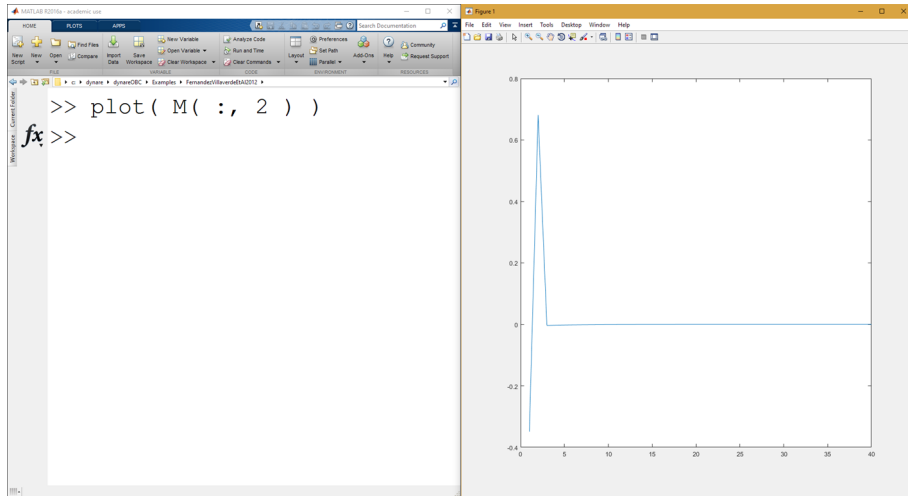 MATLAB R2016a - academic use
HOME PLOTS APPS
Search Documentation
New Script
New
Open
Find Files
Compare
Import Data
Save Workspace
New Variable
Open Variable
Clear Workspace
Analyze Code
Run and Time
Clear Commands
Layout
Preferences
Set Path
Parallel
Add-Ons
Help
Community
Request Support
FILE VARIABLE CODE ENVIRONMENT RESOURCES
c: dynare dynareOBC Examples FernandezVillaverdeEtAl2012
Current Folder
Workspace
>> plot( M( :, 2 ) )
fx >>
Figure 1
File Edit View Insert Tools Desktop Window Help
0.8
0.6
0.4
0.2
0
-0.2
-0.4
0 5 10 15 20 25 30 35 40